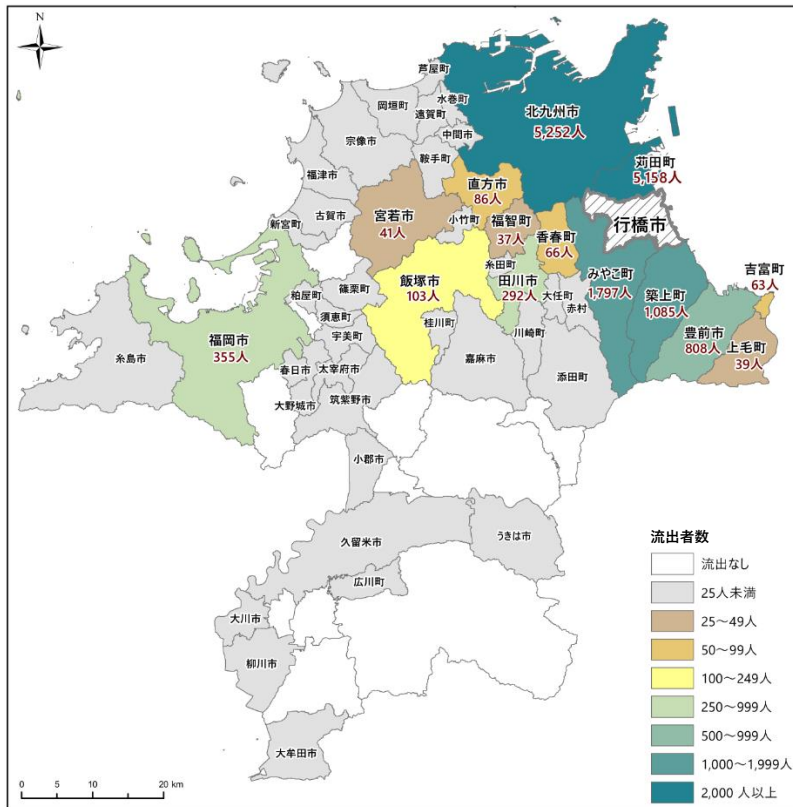 芦屋町
水巻町
岡垣町
遠賀町
北九州市
5,252人
中間市
宗像市
鞍手町
苅田町
5,158人
福津市
直方市
86人
宮若市
41人
小竹町
福智町
37人
行橋市
古賀市
新宮町
香春町
66人
糸田町
みやこ町
1,797人
吉富町
63人
飯塚市
103人
田川市
292人
篠栗町
粕屋町
大任町
築上町
1,085人
赤村
須恵町
桂川町
川崎町
豊前市
808人
上毛町
39人
福岡市
355人
宇美町
糸島市
嘉麻市
春日市
太宰府市
添田町
大野城市
筑紫野市
小郡市
久留米市
うきは市
広川町
大川市
柳川市
大牟田市
流出者数
流出なし
25人未満
25～49人
50～99人
100～249人
250～999人
500～999人
1,000～1,999人
2,000 人以上
0 5 10 20 km